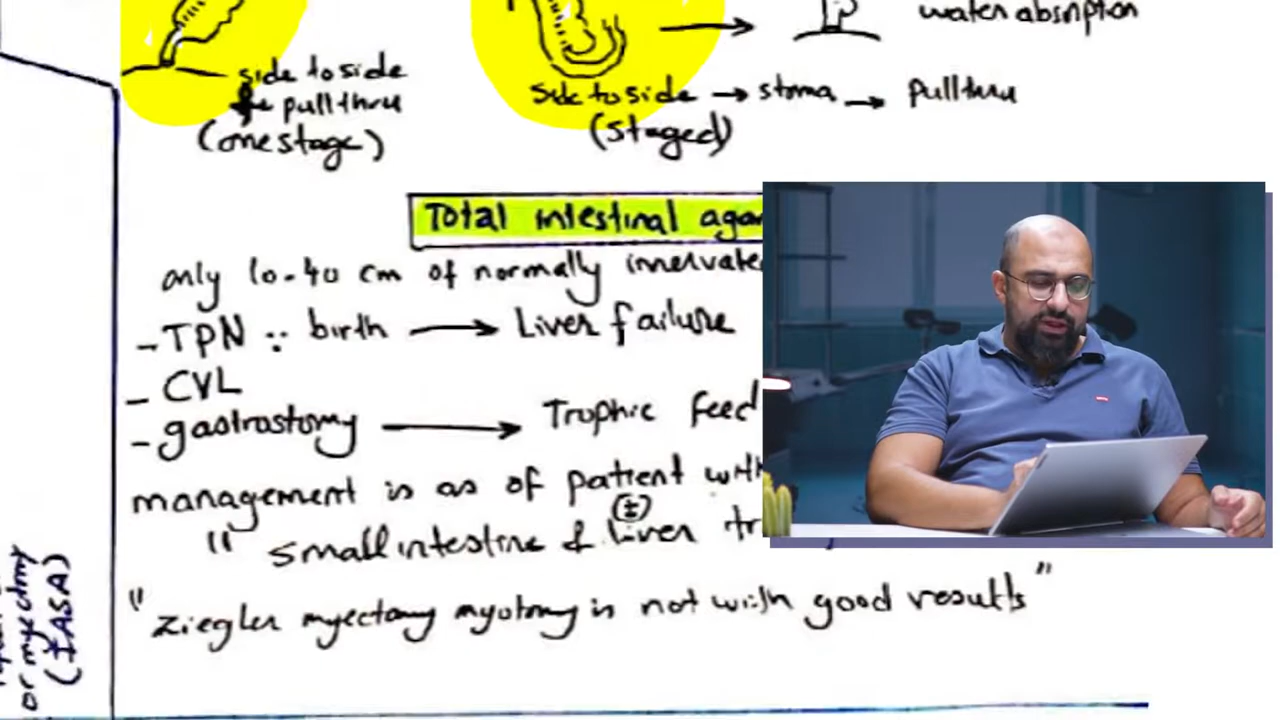 water absorption
side to side
+ pull thru
(one stage)
side to side → stoma → pull thru
(staged)
Total intestinal agan
only 10-40 cm of normally innervate
- TPN : birth → Liver failure
- CVL
- gastrostomy → Trophic feed
management is as of patient with
" small intestine & (±) liver tr
"ziegler myectomy myotomy is not with good results"
or myectomy
(IASA)